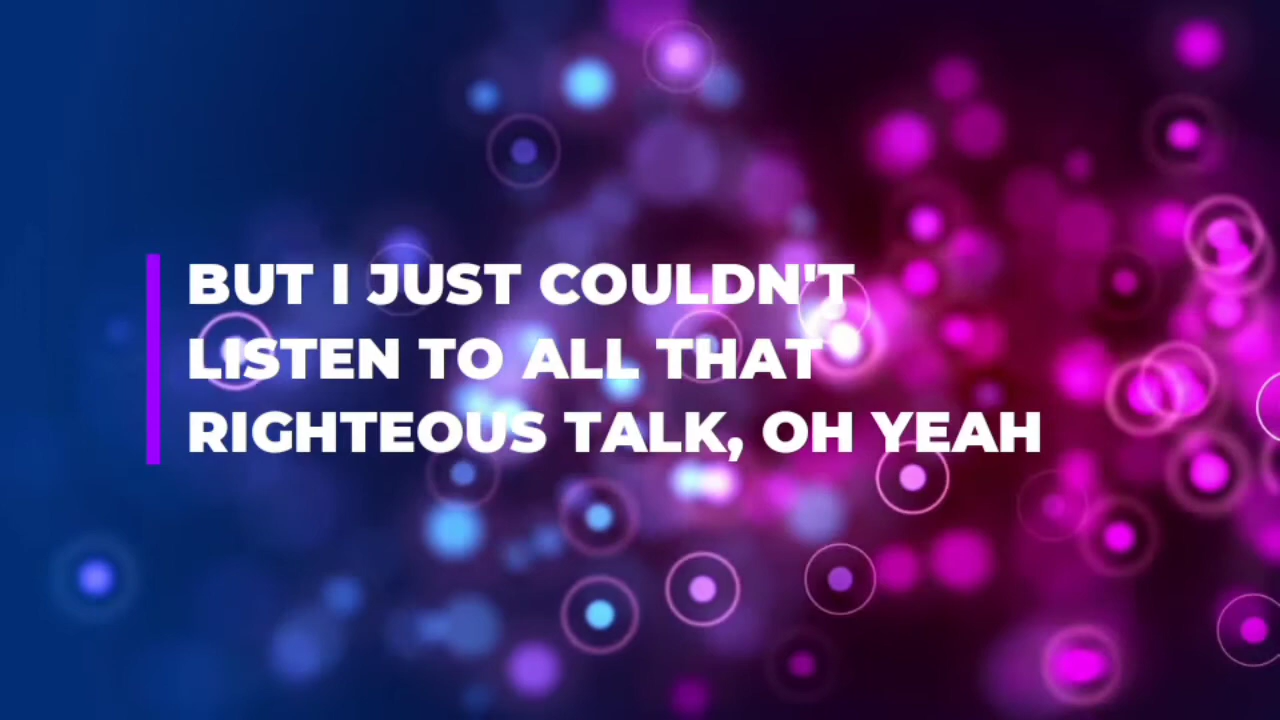 BUT I JUST COULDN'T
LISTEN TO ALL THAT
RIGHTEOUS TALK, OH YEAH